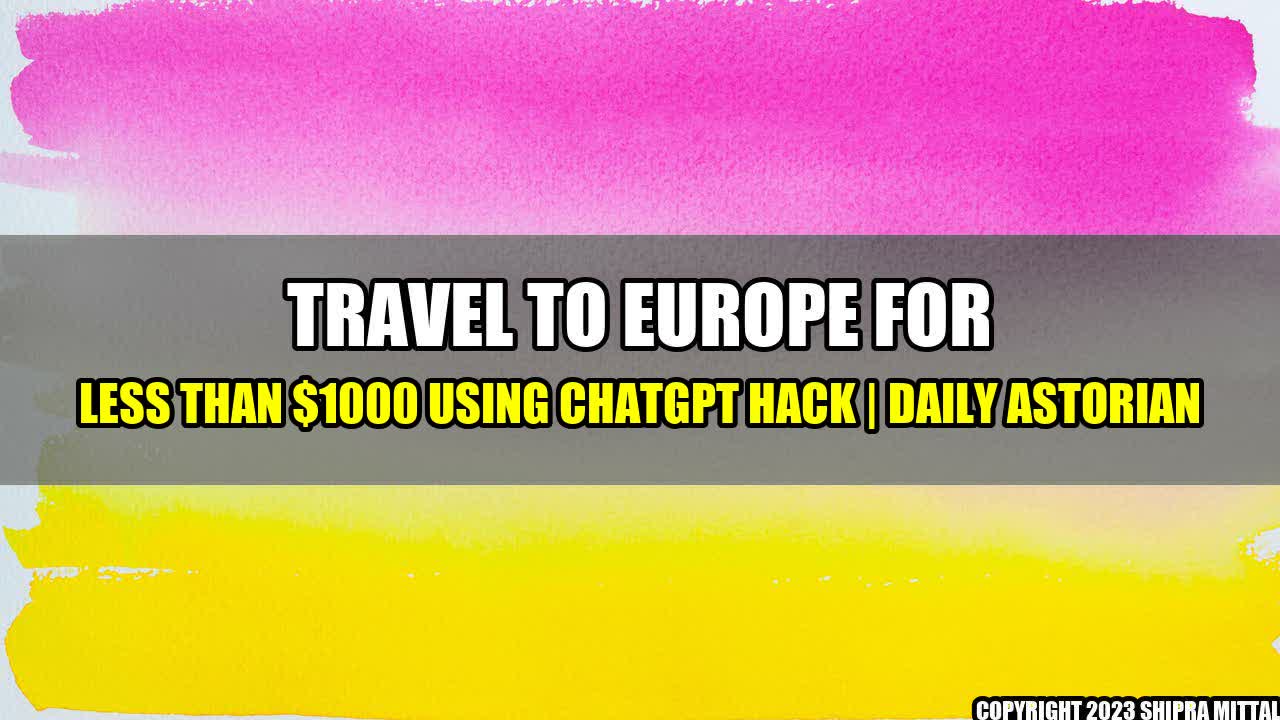 TRAVEL TO EUROPE FOR
LESS THAN $1000 USING CHATGPT HACK | DAILY ASTORIAN
COPYRIGHT 2023 SHIPRA MITTAL